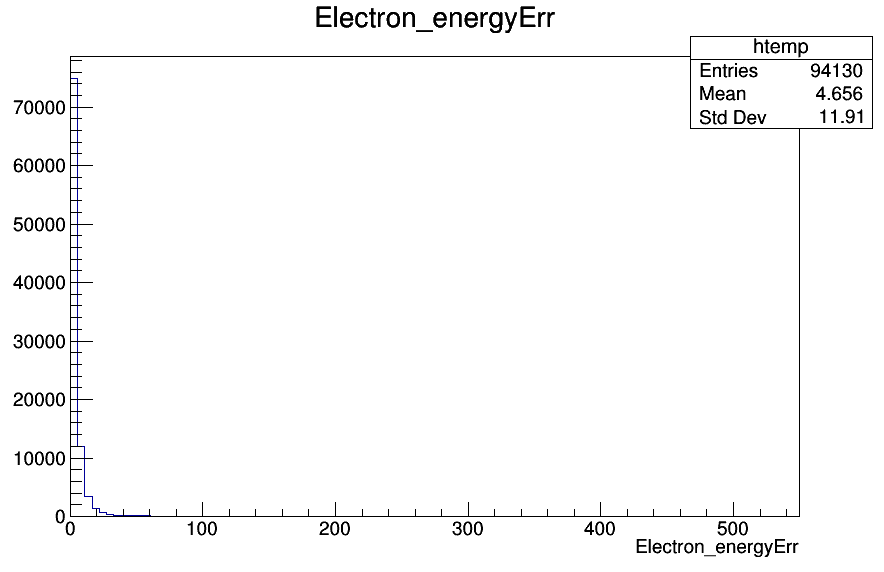 Electron_energyErr
htemp
Entries 94130
Mean 4.656
Std Dev 11.91
70000
60000
50000
40000
30000
20000
10000
0
0 100 200 300 400 500
Electron_energyErr